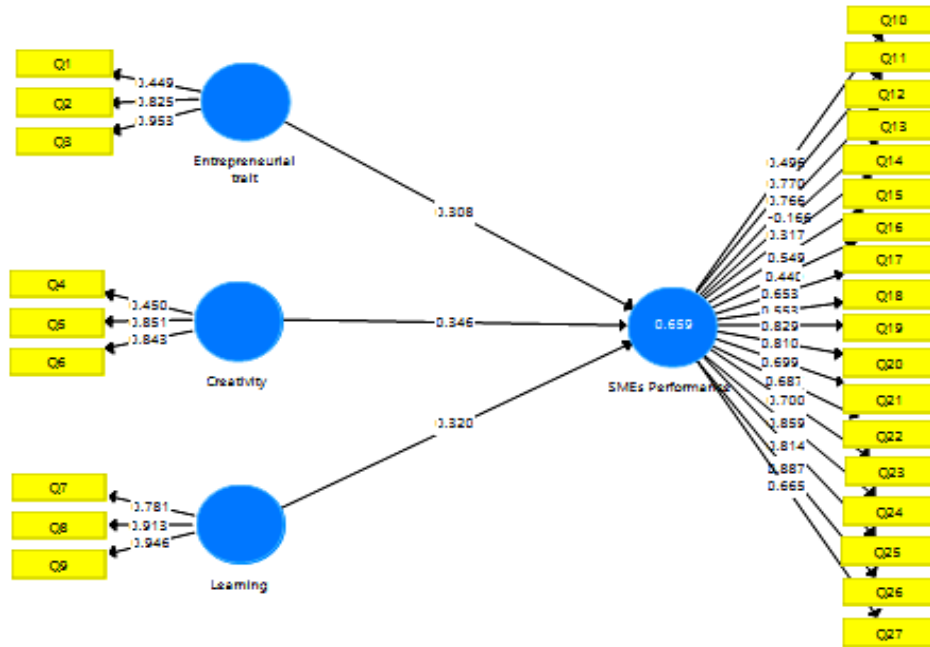 Q1
Q2
Q3
0.449
0.825
0.953
Entrepreneurial
trait
0.308
Q4
Q5
Q6
0.450
0.851
0.843
Creativity
0.346
Q7
Q8
Q9
0.781
0.913
0.946
Learning
0.320
0.659
SMEs Performance
0.496
0.770
0.766
-0.166
0.317
0.549
0.440
0.653
0.553
0.829
0.810
0.699
0.687
0.700
0.859
0.814
0.887
0.665
Q10
Q11
Q12
Q13
Q14
Q15
Q16
Q17
Q18
Q19
Q20
Q21
Q22
Q23
Q24
Q25
Q26
Q27